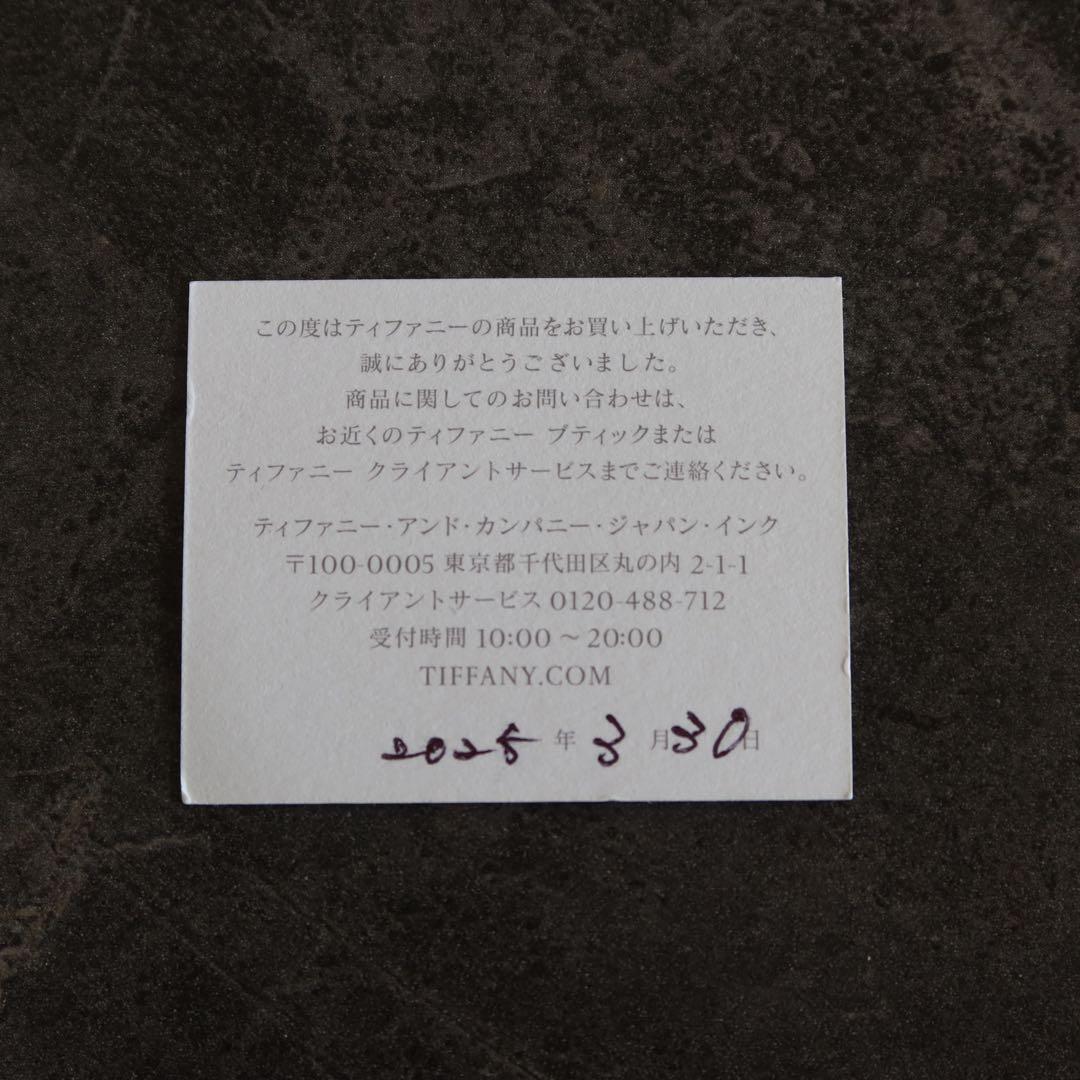 この度はティファニーの商品をお買い上げいただき、
誠にありがとうございました。
商品に関してのお問い合わせは、
お近くのティファニー ブティックまたは
ティファニー クライアントサービスまでご連絡ください。
ティファニー・アンド・カンパニー・ジャパン・インク
〒100-0005 東京都千代田区丸の内 2-1-1
クライアントサービス 0120-488-712
受付時間 10:00 〜 20:00
TIFFANY.COM
2025 年 3 月 30 日